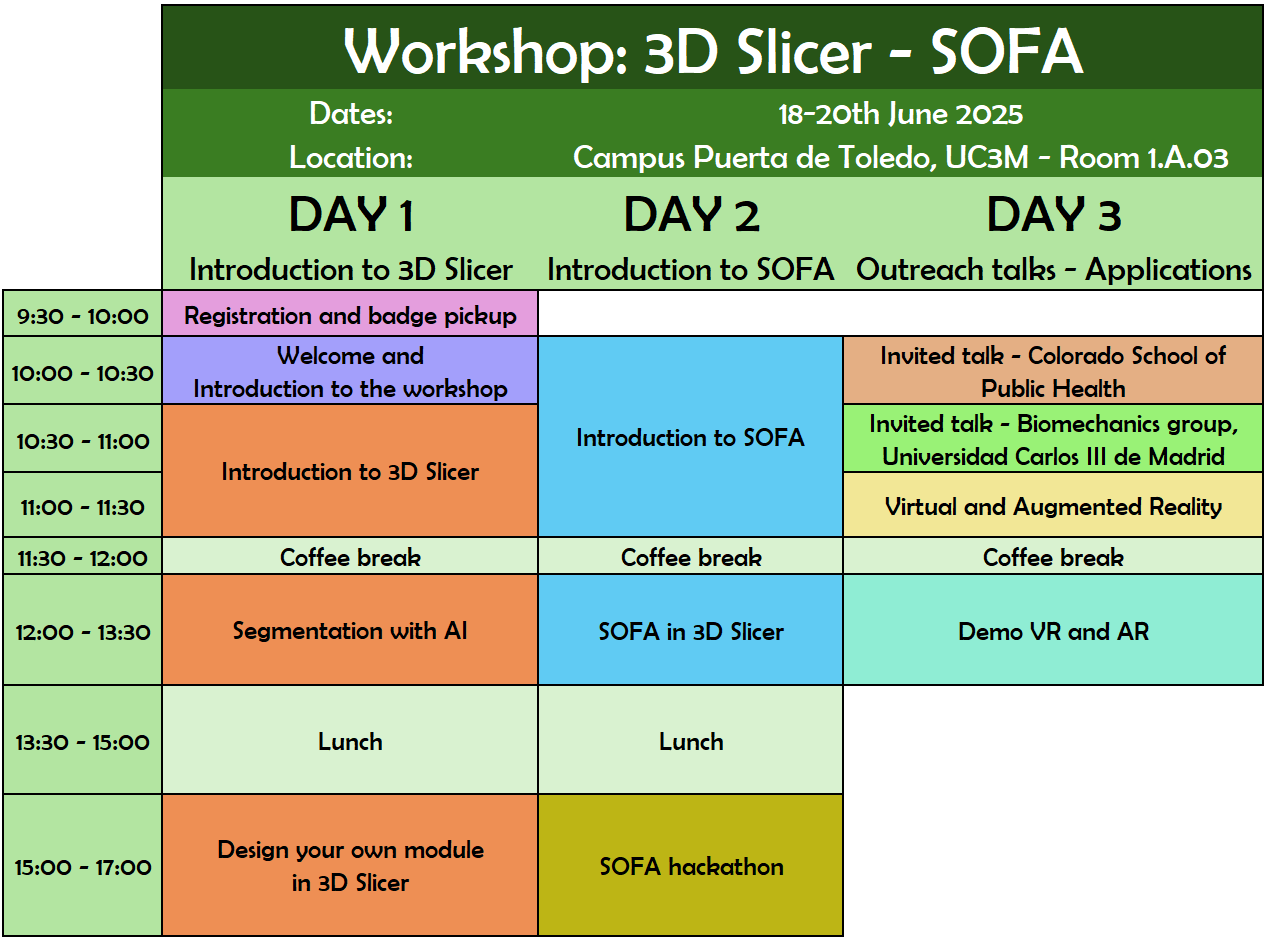 Workshop: 3D Slicer - SOFA
Dates: 18-20th June 2025
Location: Campus Puerta de Toledo, UC3M - Room 1.A.03
DAY 1 DAY 2 DAY 3
Introduction to 3D Slicer Introduction to SOFA Outreach talks - Applications
9:30 - 10:00 Registration and badge pickup
10:00 - 10:30 Welcome and
Introduction to the workshop
Introduction to SOFA
Invited talk - Colorado School of
Public Health
10:30 - 11:00 Introduction to 3D Slicer
Invited talk - Biomechanics group,
Universidad Carlos III de Madrid
11:00 - 11:30 Virtual and Augmented Reality
11:30 - 12:00 Coffee break Coffee break Coffee break
12:00 - 13:30 Segmentation with AI SOFA in 3D Slicer Demo VR and AR
13:30 - 15:00 Lunch Lunch
15:00 - 17:00 Design your own module
in 3D Slicer
SOFA hackathon